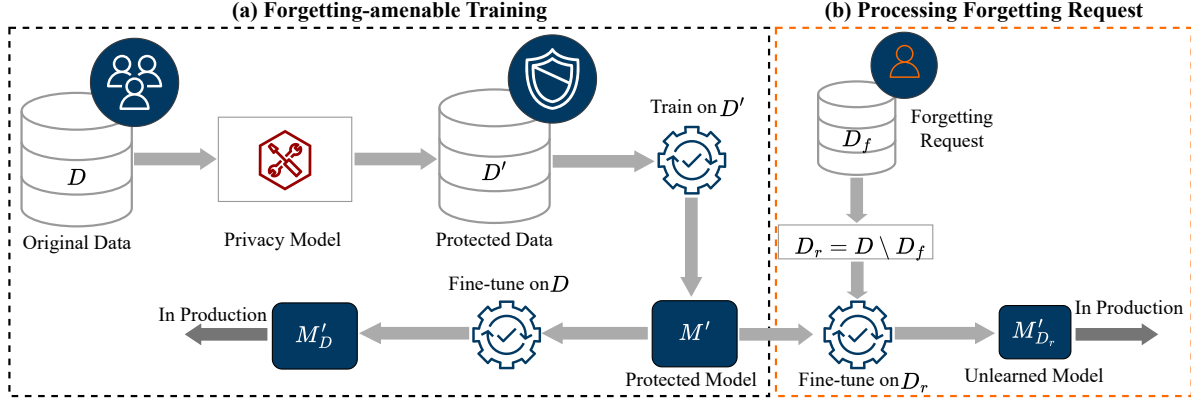 (a) Forgetting-amenable Training
D
Original Data
Privacy Model
D′
Protected Data
Train on D′
M′
Protected Model
Fine-tune on D
M′_D
In Production
(b) Processing Forgetting Request
D_f
Forgetting
Request
D_r = D \ D_f
Fine-tune on D_r
M′_{D_r}
Unlearned Model
In Production